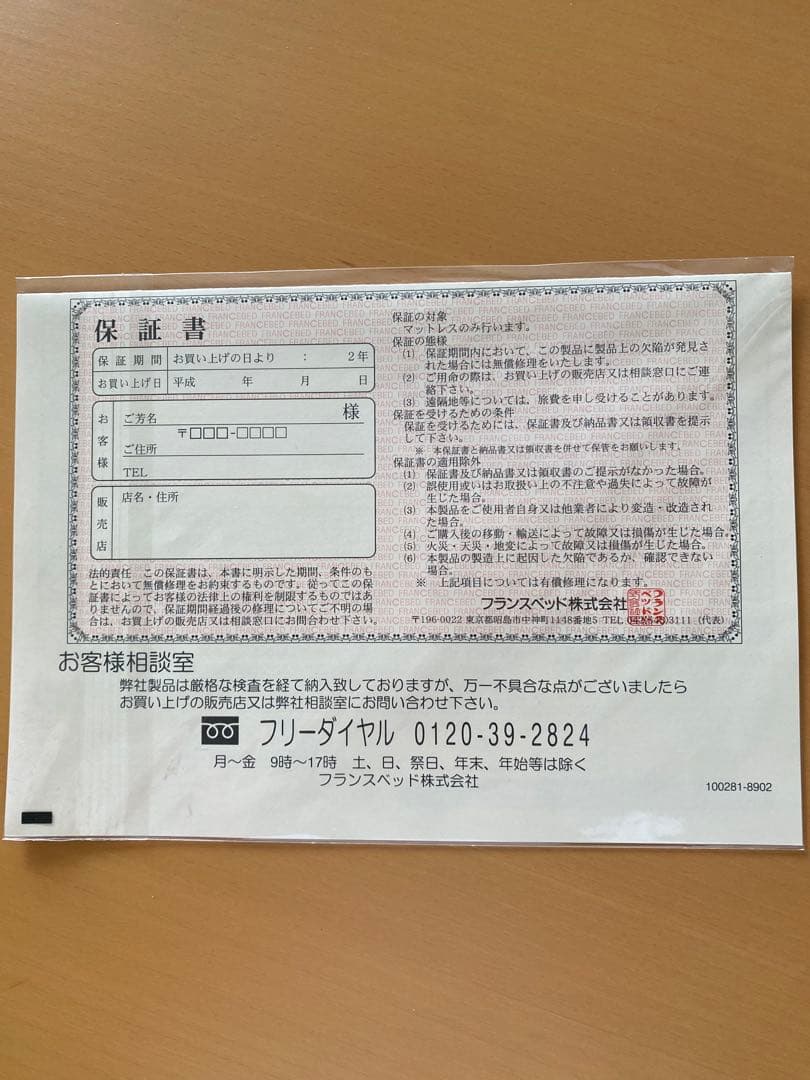 保証書
保証期間 お買い上げの日より ： 2年
お買い上げ日 平成 年 月 日
お客様
ご芳名 様
〒□□□-□□□□
ご住所
TEL
販売店
店名・住所
法的責任 この保証書は、本書に明示した期間、条件のも
とにおいて無償修理をお約束するものです。従ってこの保
証書によってお客様の法律上の権利を制限するものではあ
りませんので、保証期間経過後の修理についてご不明の場
合は、お買上げの販売店又は相談窓口にお問合わせ下さい。
保証の対象
マットレスのみ行います。
保証の態様
(1) 保証期間内において、この製品に製品上の欠陥が発見さ
れた場合には無償修理をいたします。
(2) ご用命の際は、お買い上げの販売店又は相談窓口にご連
絡下さい。
(3) 遠隔地等については、旅費を申し受けることがあります。
保証を受けるための条件
保証を受けるためには、保証書及び納品書又は領収書を提示
して下さい。
※ 本保証書と納品書又は領収書を併せて保管をお願いします。
保証書の適用除外
(1) 保証書及び納品書又は領収書のご提示がなかった場合。
(2) 誤使用或いはお取扱い上の不注意や過失によって故障が
生じた場合。
(3) 本製品をご使用者自身又は他業者により変造・改造され
た場合。
(4) ご購入後の移動・輸送によって故障又は損傷が生じた場合。
(5) 火災・天災・地変によって故障又は損傷が生じた場合。
(6) 本製品の製造上に起因した欠陥であるか、確認できない
場合。
※ 上記項目については有償修理になります。
フランスベッド株式会社
〒196-0022 東京都昭島市中神町1148番地5 TEL 3111（代表）
お客様相談室
弊社製品は厳格な検査を経て納入致しておりますが、万一不具合な点がございましたら
お買い上げの販売店又は弊社相談室にお問い合わせ下さい。
フリーダイヤル 0120-39-2824
月～金 9時～17時 土、日、祭日、年末、年始等は除く
フランスベッド株式会社
100281-8902